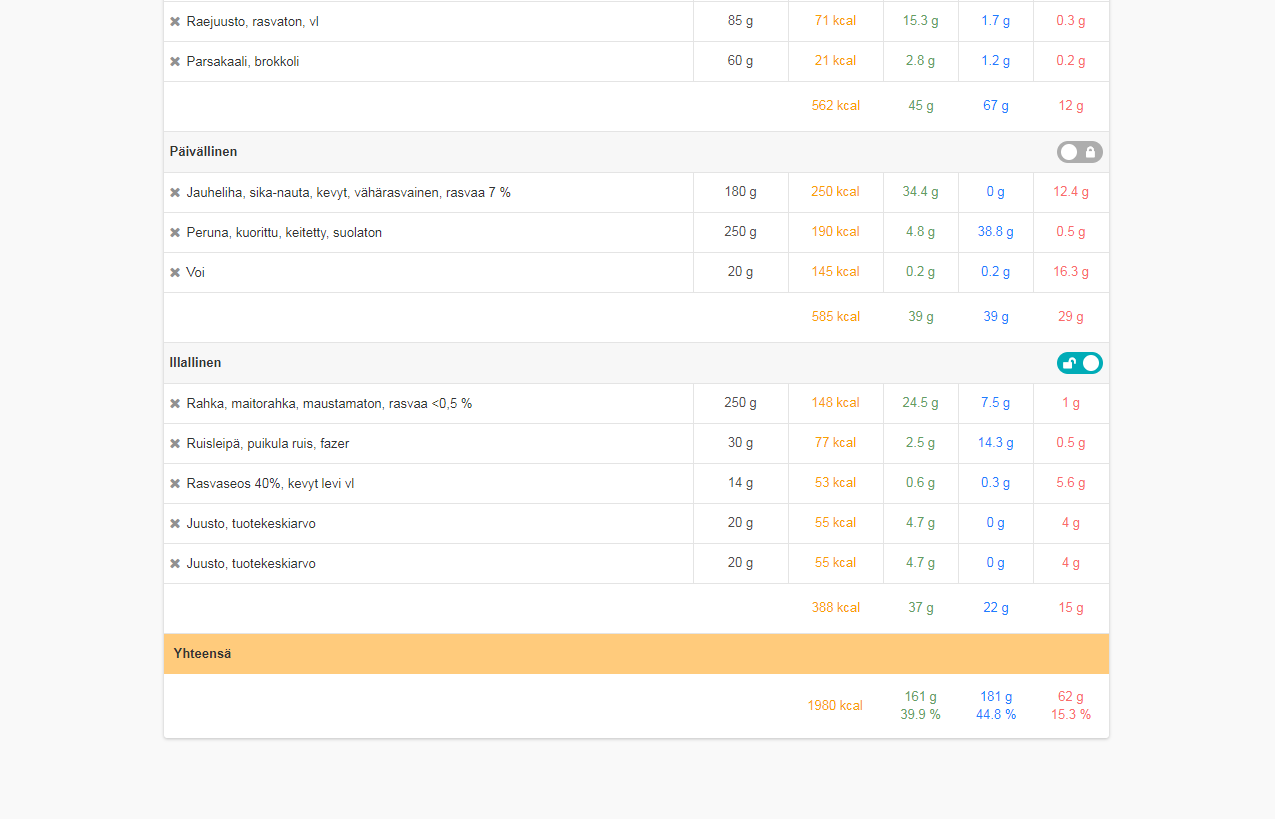 Raejuusto, rasvaton, vl 85 g 71 kcal 15.3 g 1.7 g 0.3 g
Parsakaali, brokkoli 60 g 21 kcal 2.8 g 1.2 g 0.2 g
562 kcal 45 g 67 g 12 g
Päivällinen
Jauheliha, sika-nauta, kevyt, vähärasvainen, rasvaa 7 % 180 g 250 kcal 34.4 g 0 g 12.4 g
Peruna, kuorittu, keitetty, suolaton 250 g 190 kcal 4.8 g 38.8 g 0.5 g
Voi 20 g 145 kcal 0.2 g 0.2 g 16.3 g
585 kcal 39 g 39 g 29 g
Illallinen
Rahka, maitorahka, maustamaton, rasvaa <0,5 % 250 g 148 kcal 24.5 g 7.5 g 1 g
Ruisleipä, puikula ruis, fazer 30 g 77 kcal 2.5 g 14.3 g 0.5 g
Rasvaseos 40%, kevyt levi vl 14 g 53 kcal 0.6 g 0.3 g 5.6 g
Juusto, tuotekeskiarvo 20 g 55 kcal 4.7 g 0 g 4 g
Juusto, tuotekeskiarvo 20 g 55 kcal 4.7 g 0 g 4 g
388 kcal 37 g 22 g 15 g
Yhteensä
1980 kcal 161 g 181 g 62 g
39.9 % 44.8 % 15.3 %